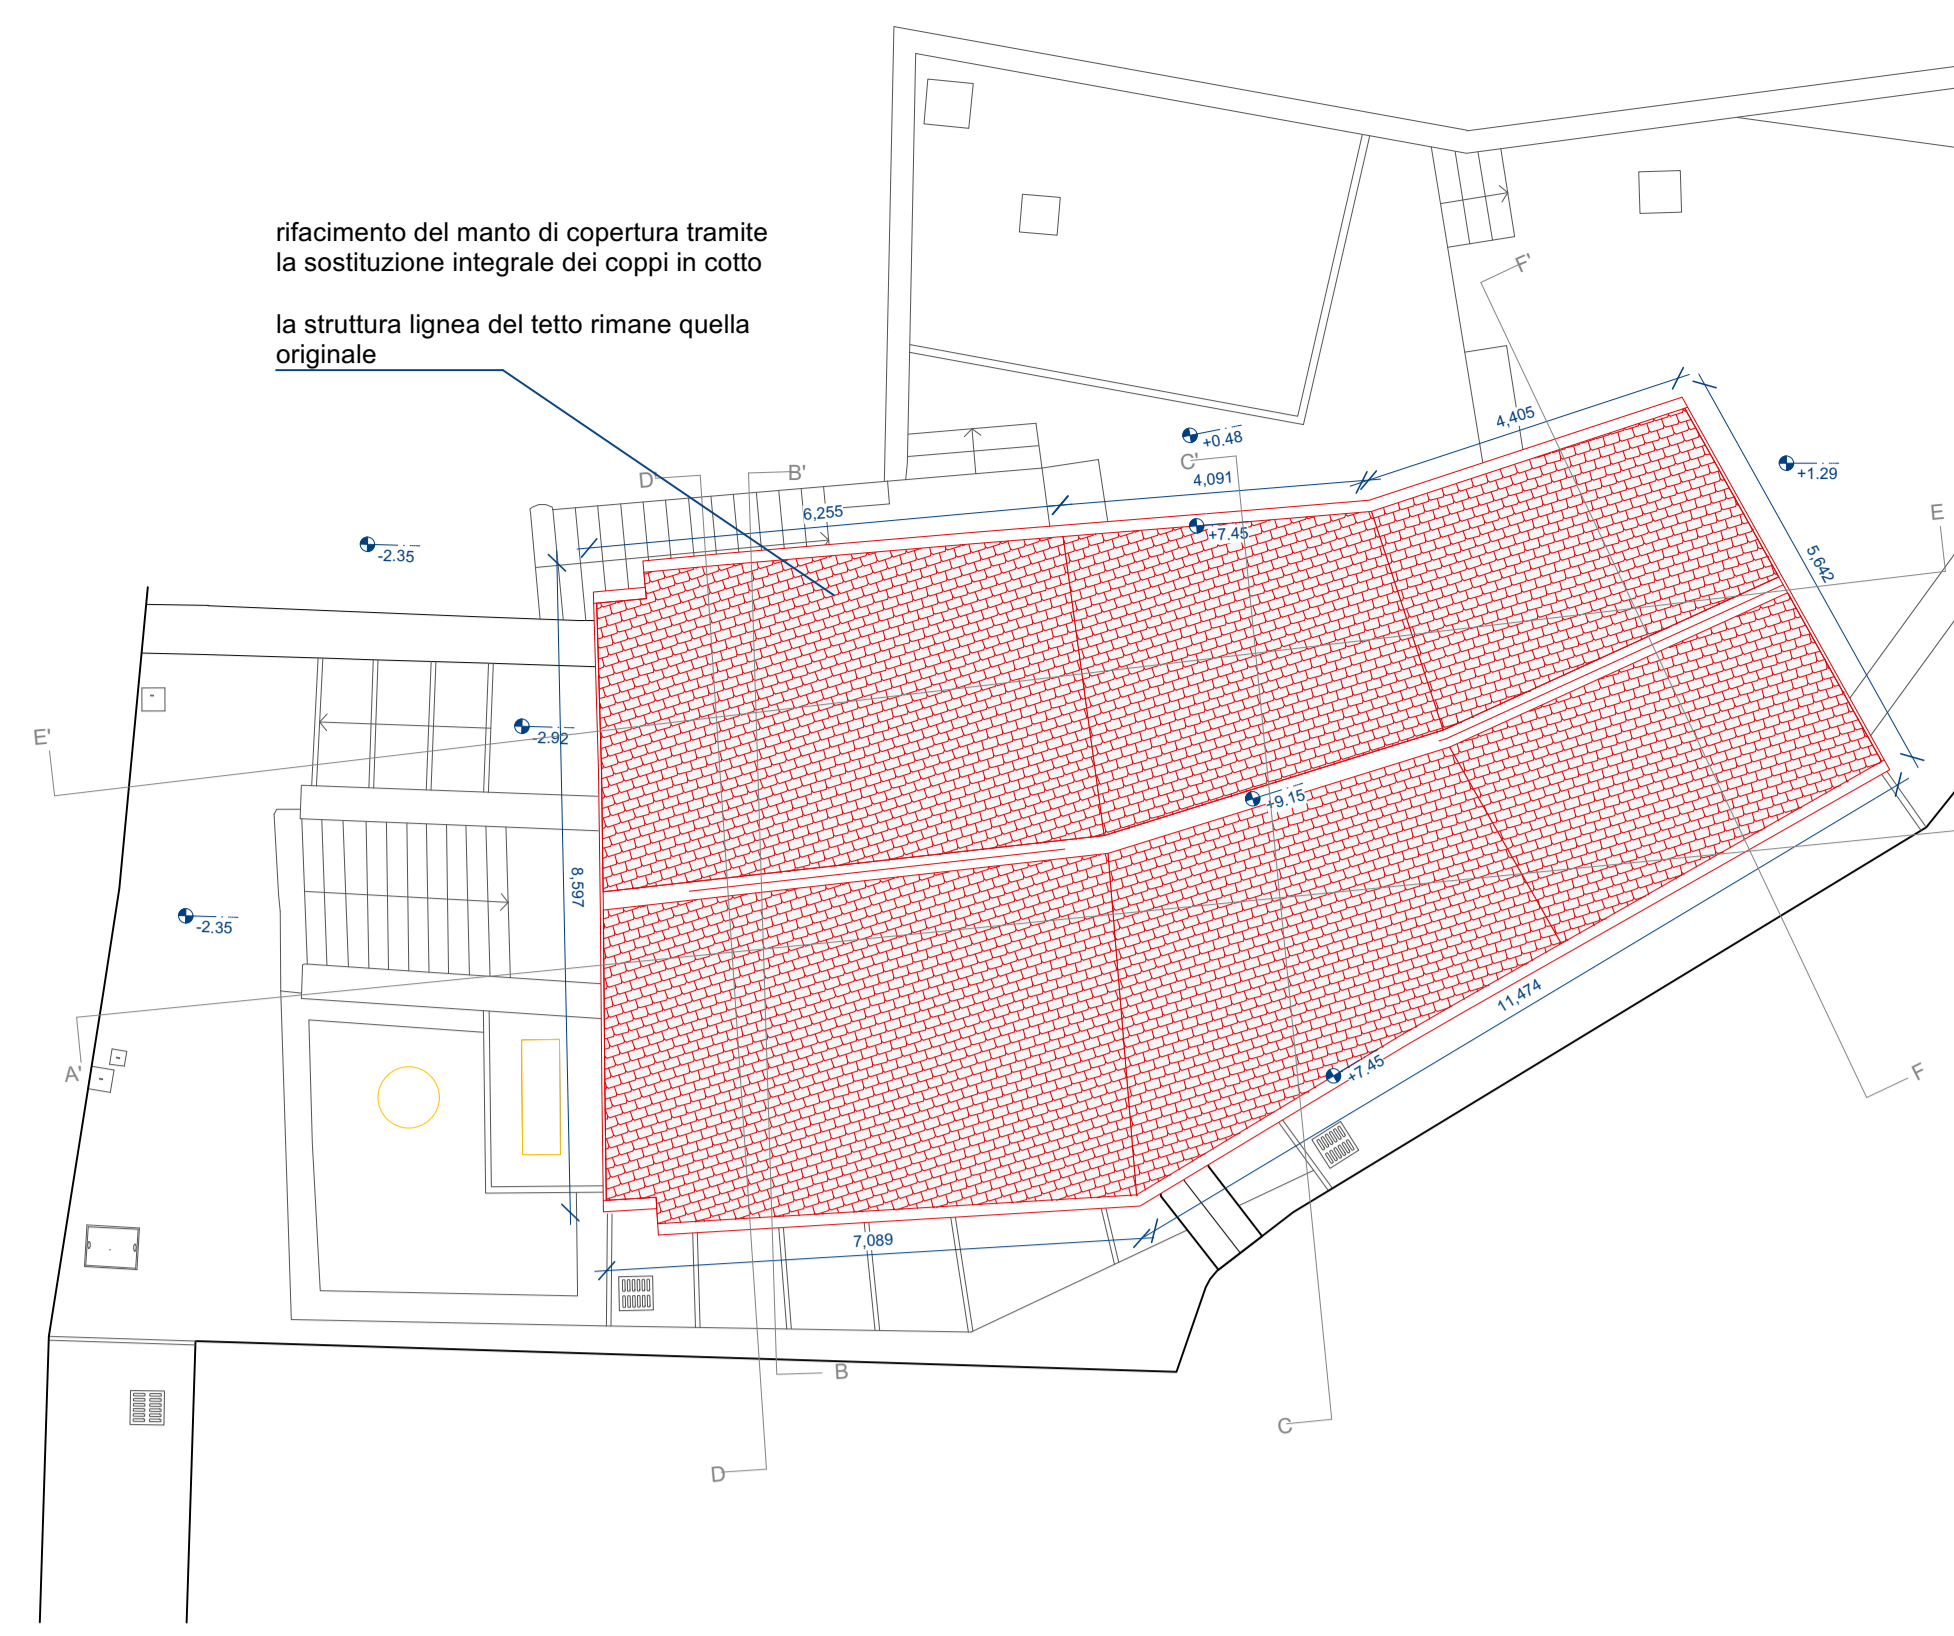 rifacimento del manto di copertura tramite
la sostituzione integrale dei coppi in cotto
la struttura lignea del tetto rimane quella
originale
F'
4,405
+0.48
C'
4,091
+1.29
D'
B'
6,255
+7.45
E
-2.35
5,642
E'
-2.92
+9.15
8,597
-2.35
11,474
+7.45
A'
F
7,089
B
C
D